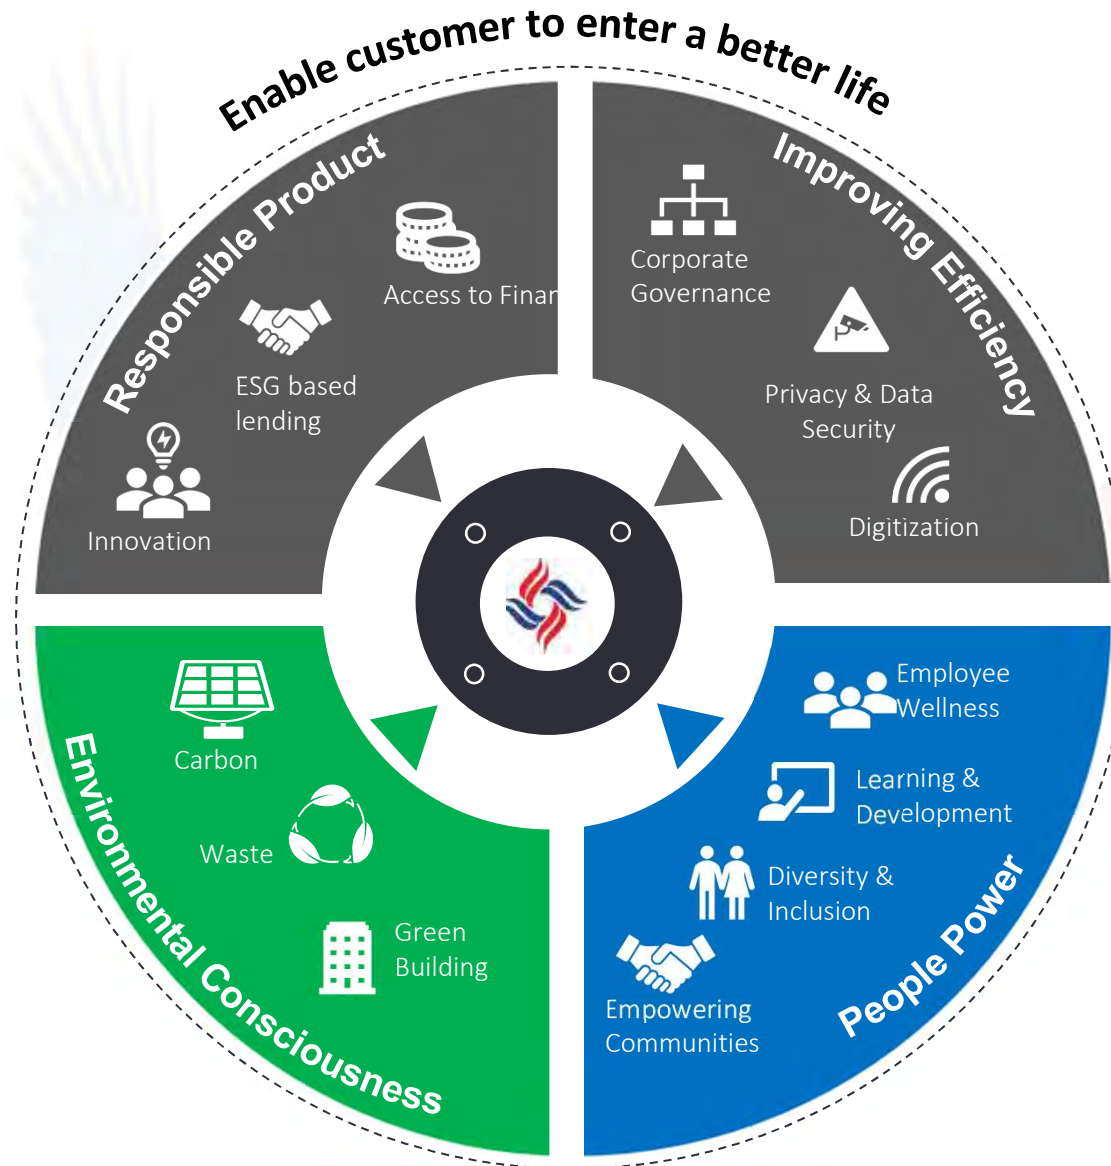 Enable customer to enter a better life
Responsible Product
Access to Finan
ESG based
lending
Innovation
Improving Efficiency
Corporate
Governance
Privacy & Data
Security
Digitization
Environmental Consciousness
Carbon
Waste
Green
Building
People Power
Employee
Wellness
Learning &
Development
Diversity &
Inclusion
Empowering
Communities